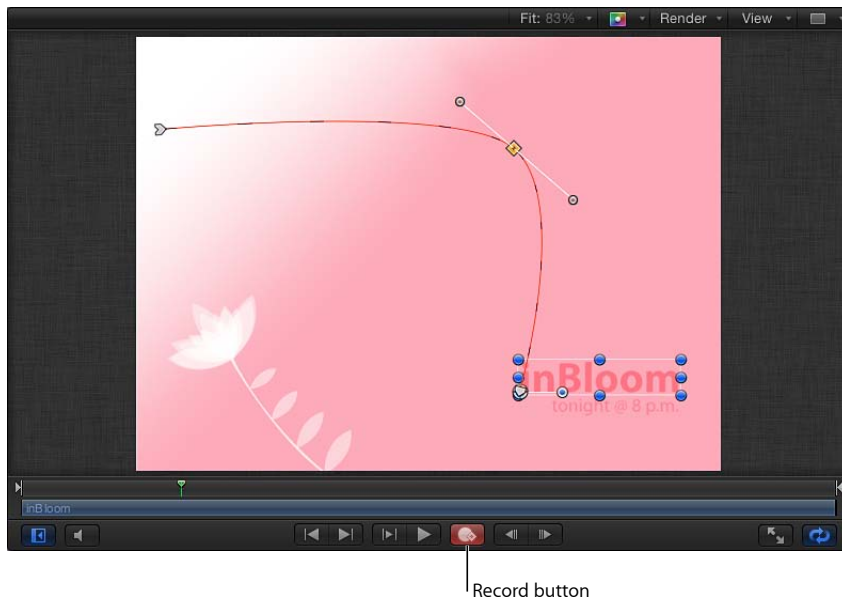 Fit: 83% Render View
inBloom
tonight @ 8 p.m.
inBloom
Record button